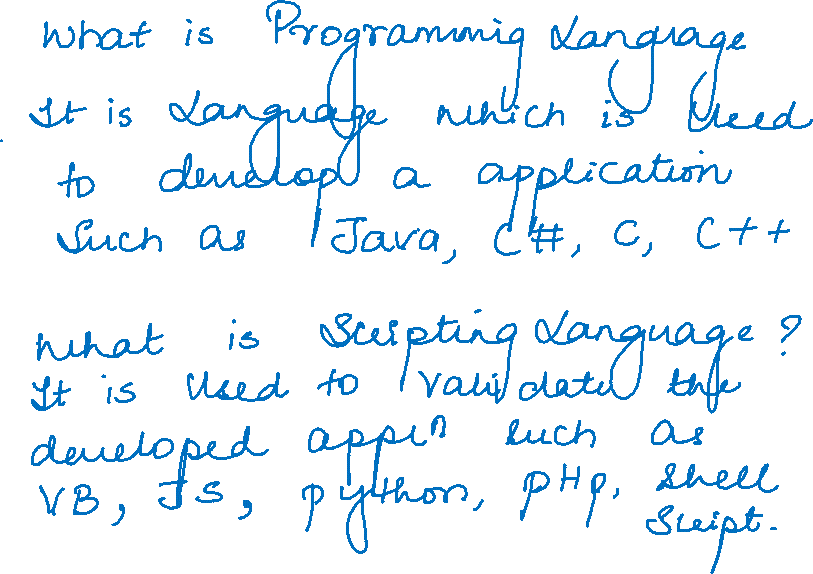 What is Programmig Language
It is Language which is Used
to develop a application
Such as Java, C#, C, C++
What is Scripting Language?
It is Used to Validate the
developed appln such as
VB, JS, python, PHP, Shell
Script.